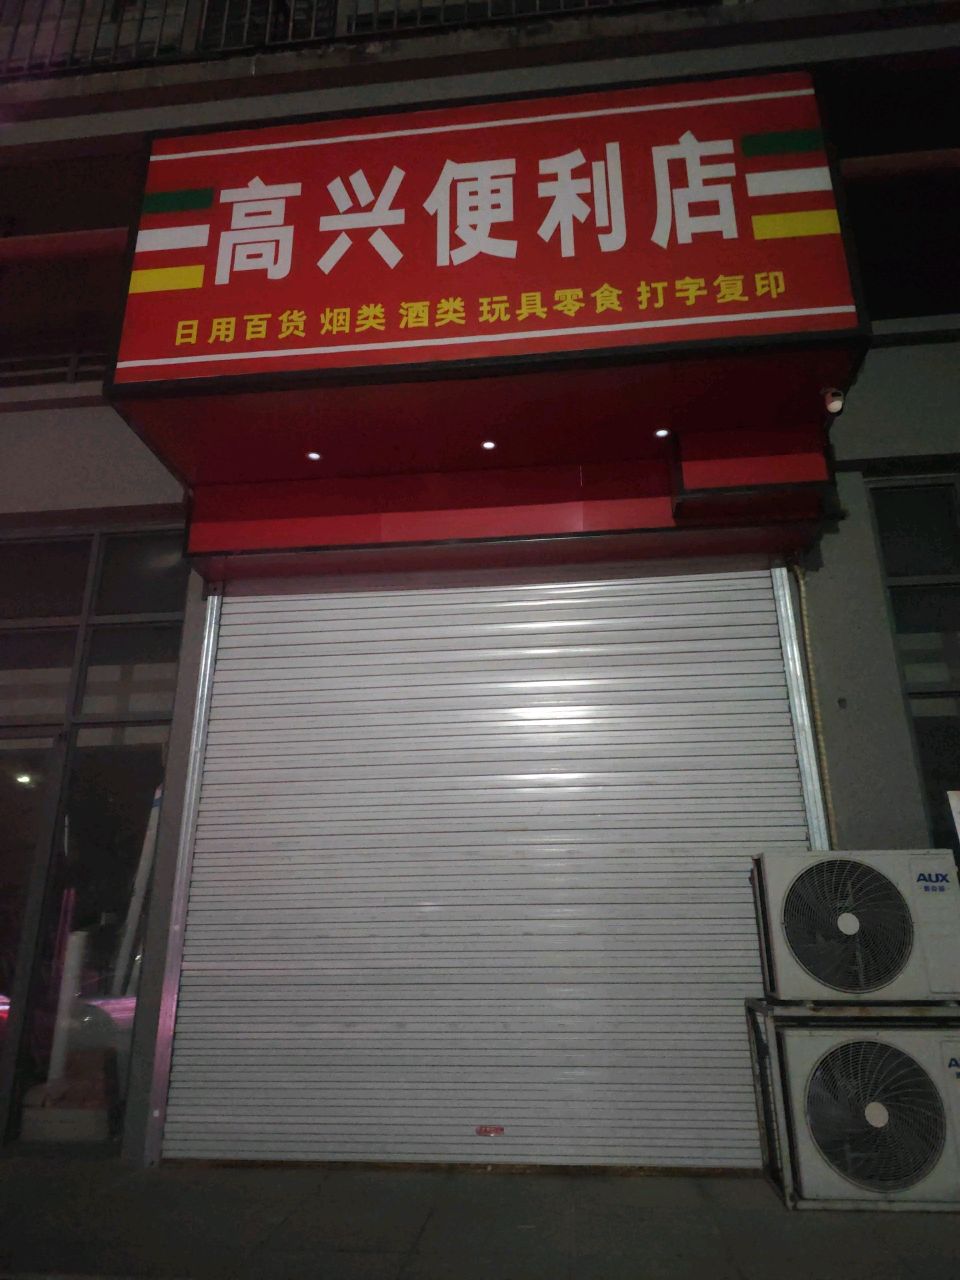 高兴便利店
日用百货 烟类 酒类 玩具零食 打字复印
AUX